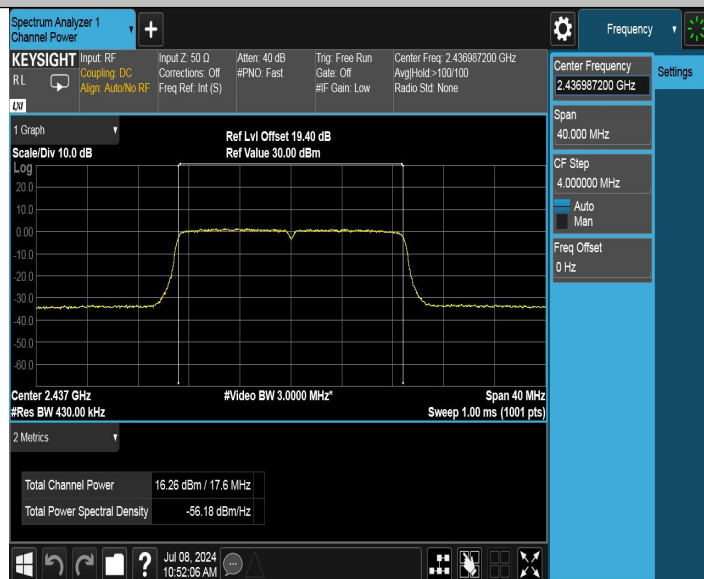 Spectrum Analyzer 1
Channel Power
+
Frequency
KEYSIGHT
RL
LXI
Input: RF
Coupling: DC
Align: Auto/No RF
Input Z: 50 Ω
Corrections: Off
Freq Ref: Int (S)
Atten: 40 dB
#PNO: Fast
Trig: Free Run
Gate: Off
#IF Gain: Low
Center Freq: 2.436987200 GHz
Avg|Hold:>100/100
Radio Std: None
Center Frequency
2.436987200 GHz
Settings
Span
40.000 MHz
CF Step
4.000000 MHz
Auto
Man
Freq Offset
0 Hz
1 Graph
Scale/Div 10.0 dB
Ref Lvl Offset 19.40 dB
Ref Value 30.00 dBm
Log
20.0
10.0
0.00
-10.0
-20.0
-30.0
-40.0
-50.0
-60.0
Center 2.437 GHz
#Video BW 3.0000 MHz*
Span 40 MHz
#Res BW 430.00 kHz
Sweep 1.00 ms (1001 pts)
2 Metrics
Total Channel Power 16.26 dBm / 17.6 MHz
Total Power Spectral Density -56.18 dBm/Hz
?
Jul 08, 2024
10:52:06 AM